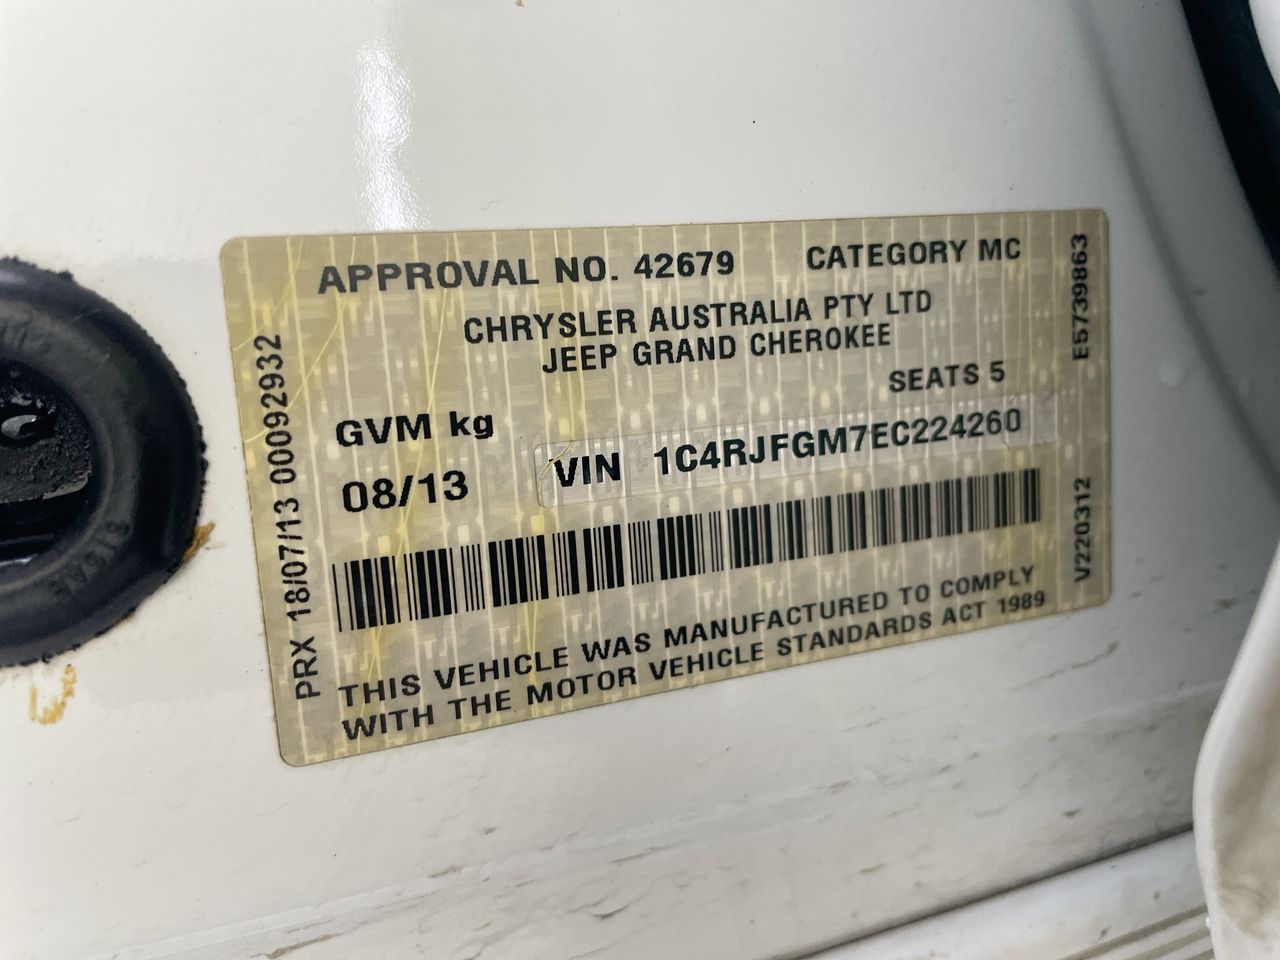 APPROVAL NO. 42679 CATEGORY MC
CHRYSLER AUSTRALIA PTY LTD
JEEP GRAND CHEROKEE
SEATS 5
GVM kg
08/13 VIN 1C4RJFGM7EC224260
THIS VEHICLE WAS MANUFACTURED TO COMPLY
WITH THE MOTOR VEHICLE STANDARDS ACT 1989
PRX 18/07/13 00092932
E5739863
V220312